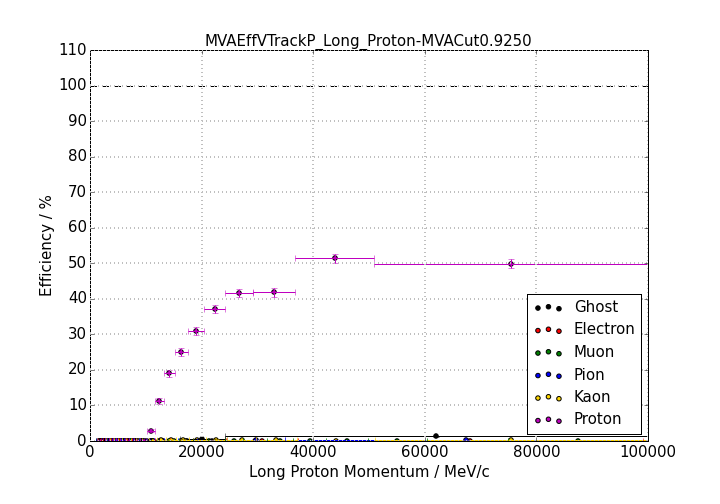 MVAEffVTrackP_Long_Proton-MVACut0.9250
110
100
90
80
70
60
50
40
30
20
10
0
Efficiency / %
Ghost
Electron
Muon
Pion
Kaon
Proton
0 20000 40000 60000 80000 100000
Long Proton Momentum / MeV/c